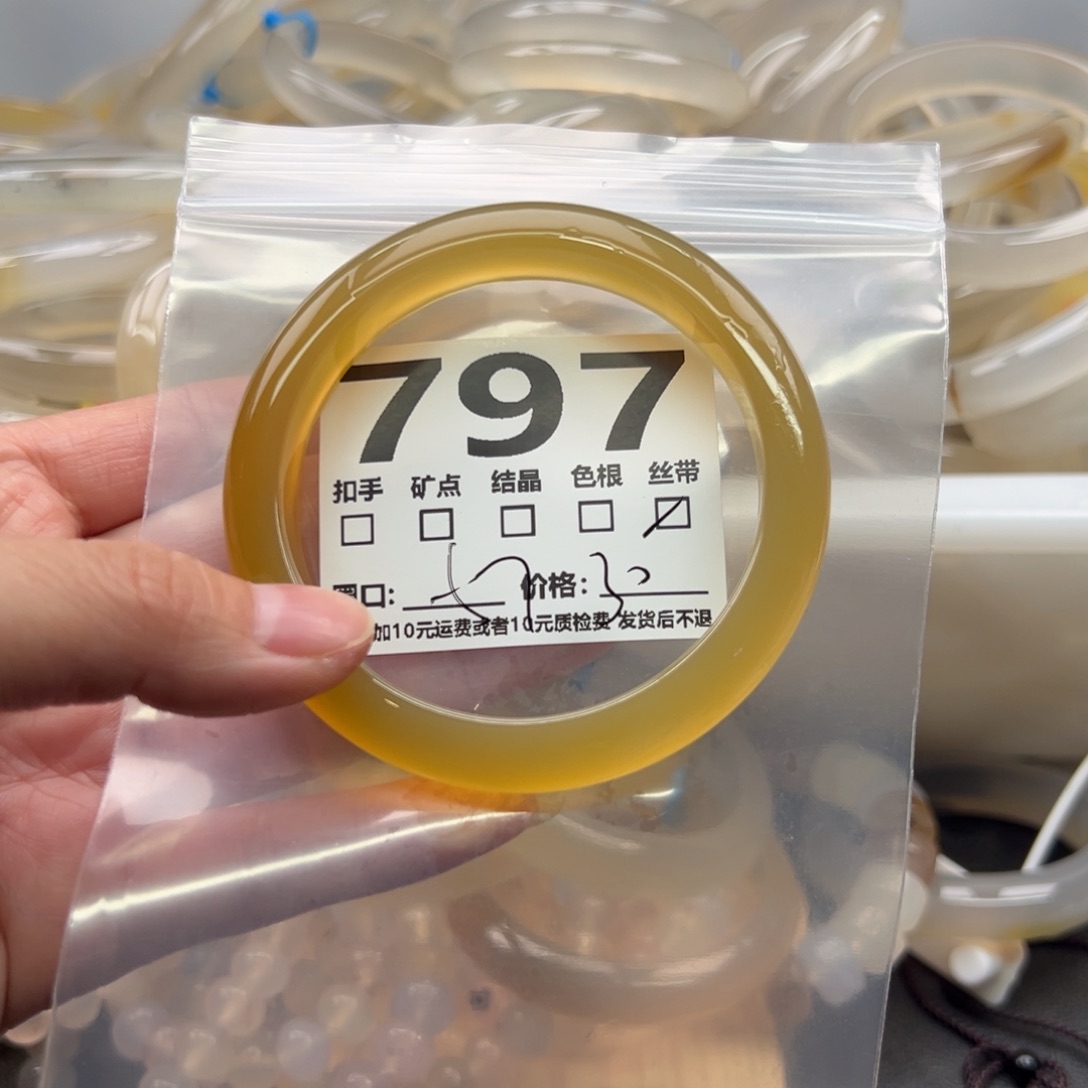 797
扣手 矿点 结晶 色根 丝带
口: 价格:
加10元运费或者10元质检费 发货后不退